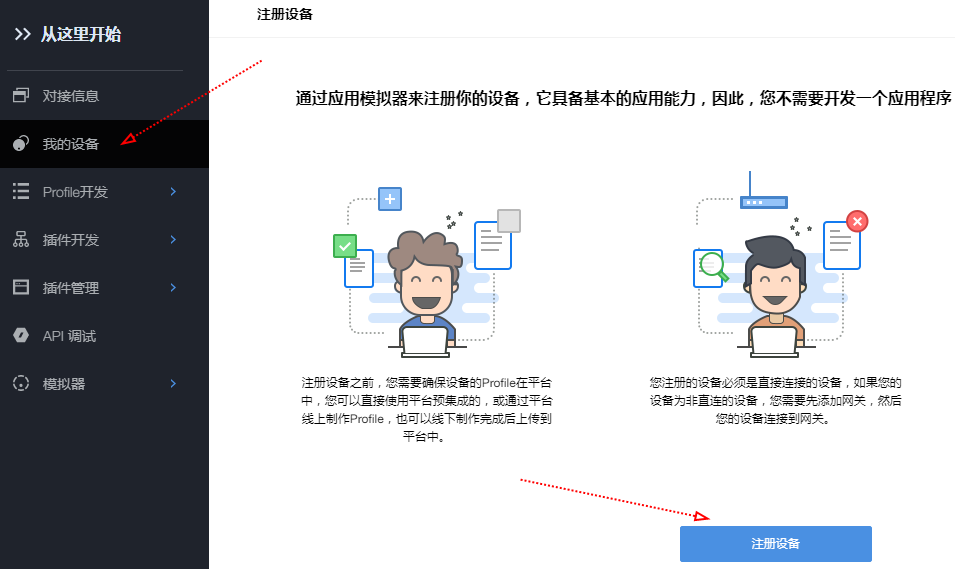 从这里开始
对接信息
我的设备
Profile开发
插件开发
插件管理
API 调试
模拟器
注册设备
通过应用模拟器来注册你的设备，它具备基本的应用能力，因此，您不需要开发一个应用程序
注册设备之前，您需要确保设备的Profile在平台
中，您可以直接使用平台预集成的，或通过平台
线上制作Profile，也可以线下制作完成后上传到
平台中。
您注册的设备必须是直接连接的设备，如果您的
设备为非直连的设备，您需要先添加网关，然后
您的设备连接到网关。
注册设备